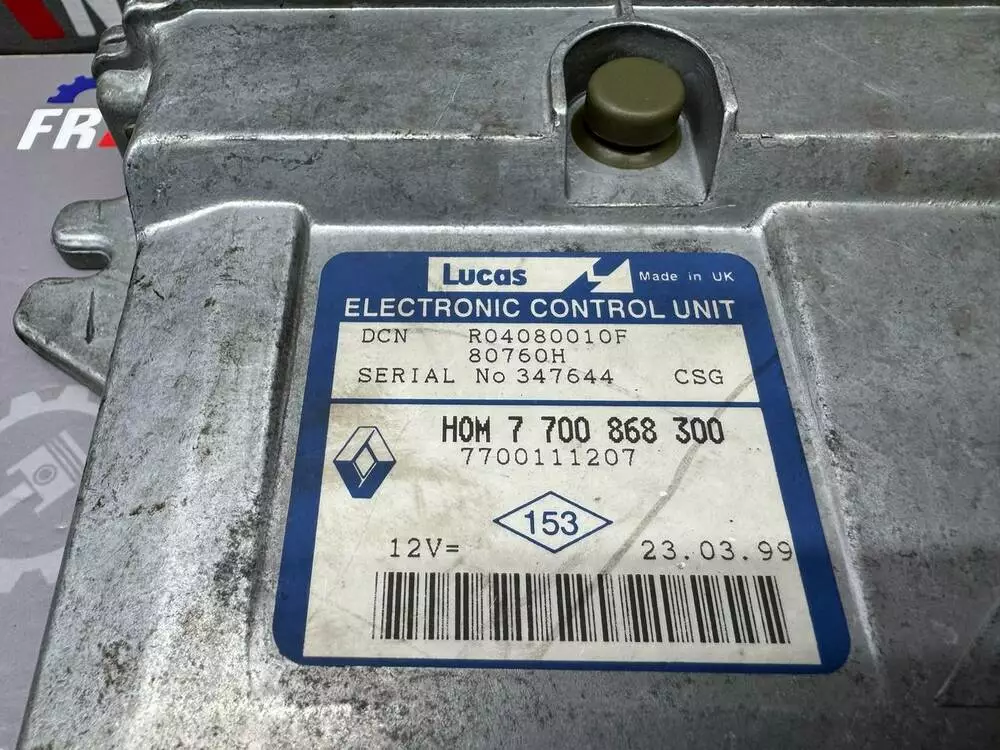 Lucas Made in UK
ELECTRONIC CONTROL UNIT
DCN R04080010F
80760H
SERIAL No 347644 CSG
HOM 7 700 868 300
7700111207
153
12V= 23.03.99